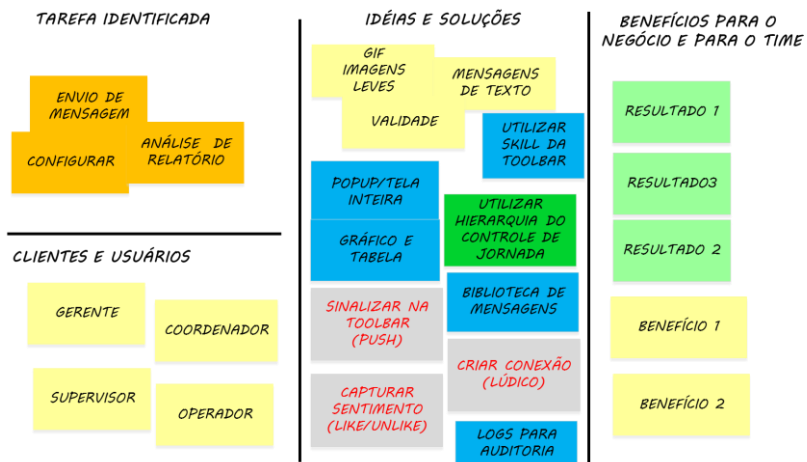 TAREFA IDENTIFICADA
ENVIO DE
MENSAGEM
CONFIGURAR
ANÁLISE DE
RELATÓRIO
CLIENTES E USUÁRIOS
GERENTE
COORDENADOR
SUPERVISOR
OPERADOR
IDÉIAS E SOLUÇÕES
GIF
IMAGENS
LEVES
MENSAGENS
DE TEXTO
VALIDADE
UTILIZAR
SKILL DA
TOOLBAR
POPUP/TELA
INTEIRA
UTILIZAR
HIERARQUIA DO
CONTROLE DE
JORNADA
GRÁFICO E
TABELA
BIBLIOTECA DE
MENSAGENS
SINALIZAR NA
TOOLBAR
(PUSH)
CRIAR CONEXÃO
(LÚDICO)
CAPTURAR
SENTIMENTO
(LIKE/UNLIKE)
LOGS PARA
AUDITORIA
BENEFÍCIOS PARA O
NEGÓCIO E PARA O TIME
RESULTADO 1
RESULTADO3
RESULTADO 2
BENEFÍCIO 1
BENEFÍCIO 2